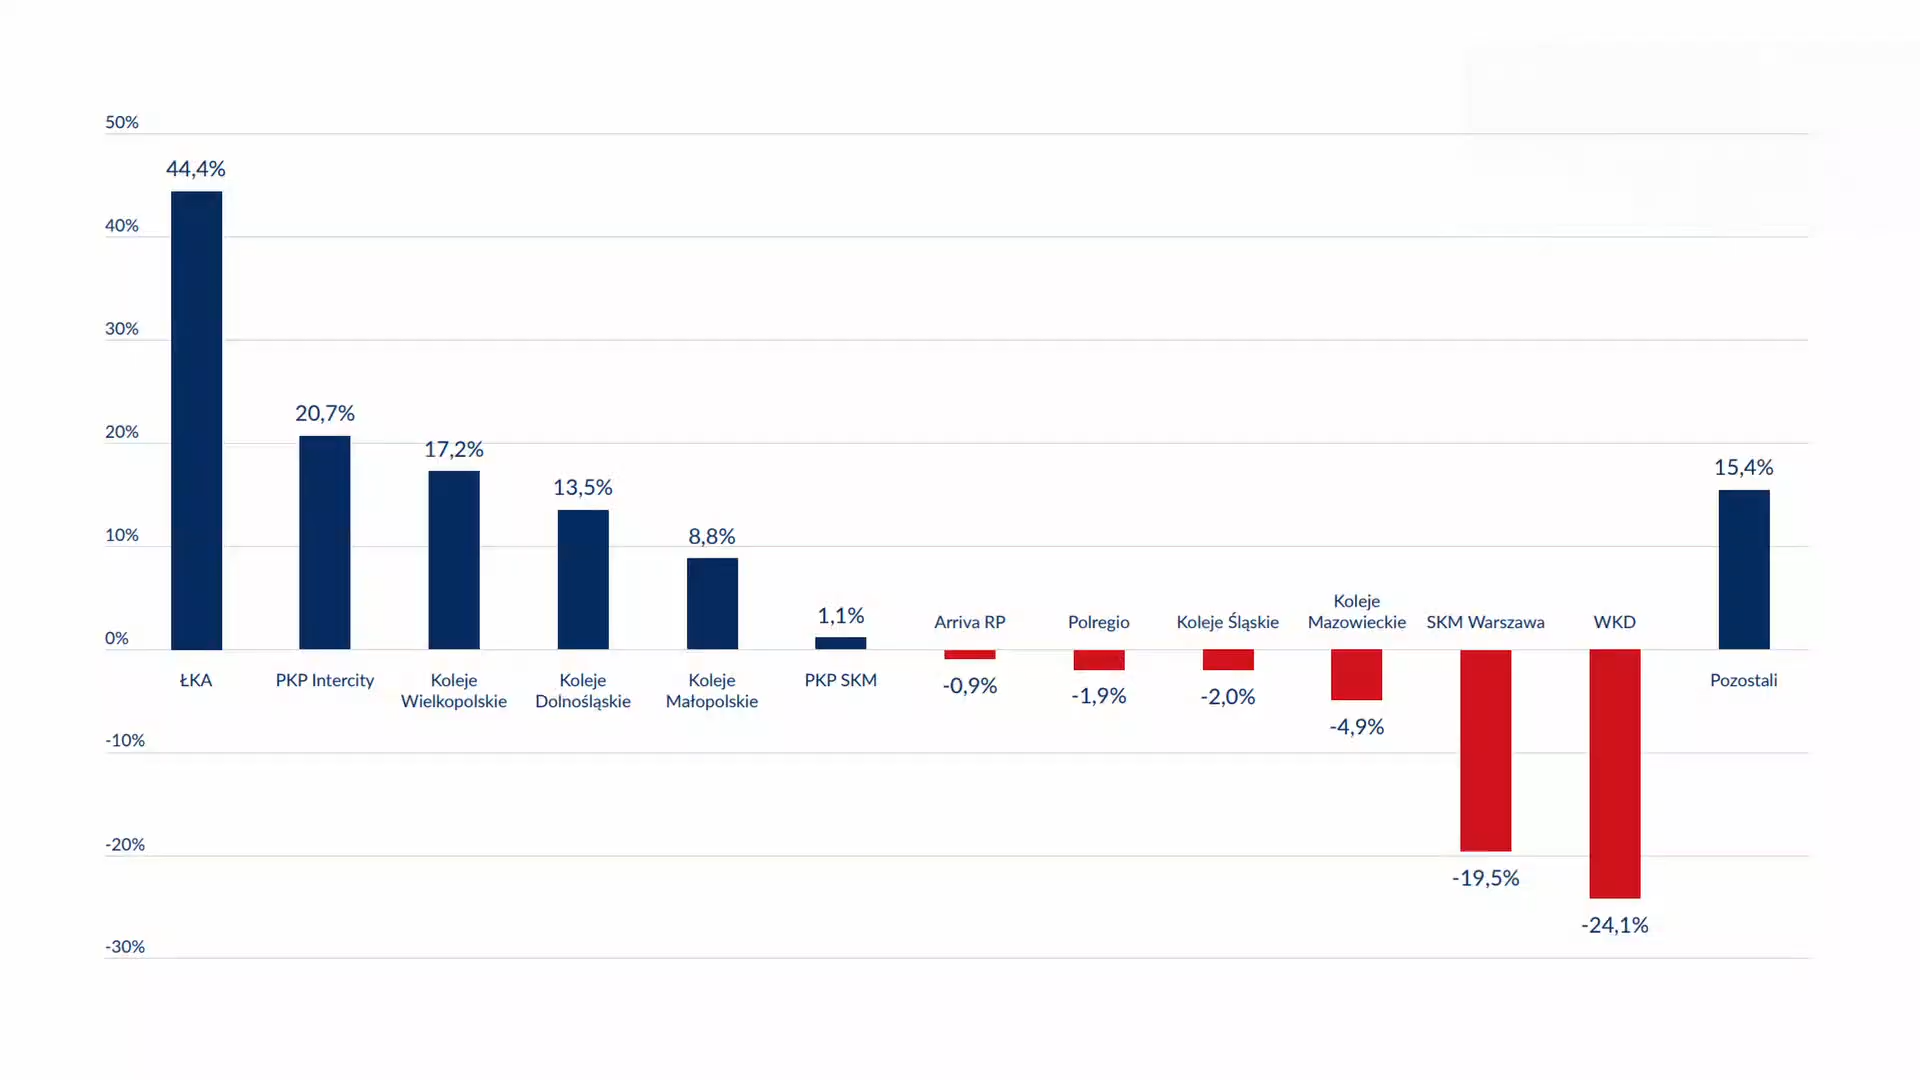 50%
44,4%
40%
30%
20,7%
20%
17,2%
15,4%
13,5%
10%
8,8%
1,1%
Koleje
Mazowieckie
Arriva RP
Polregio
Koleje Śląskie
SKM Warszawa
WKD
0%
ŁKA
PKP Intercity
Koleje
Wielkopolskie
Koleje
Dolnośląskie
Koleje
Małopolskie
PKP SKM
-0,9%
-1,9%
-2,0%
-4,9%
Pozostali
-10%
-20%
-19,5%
-24,1%
-30%